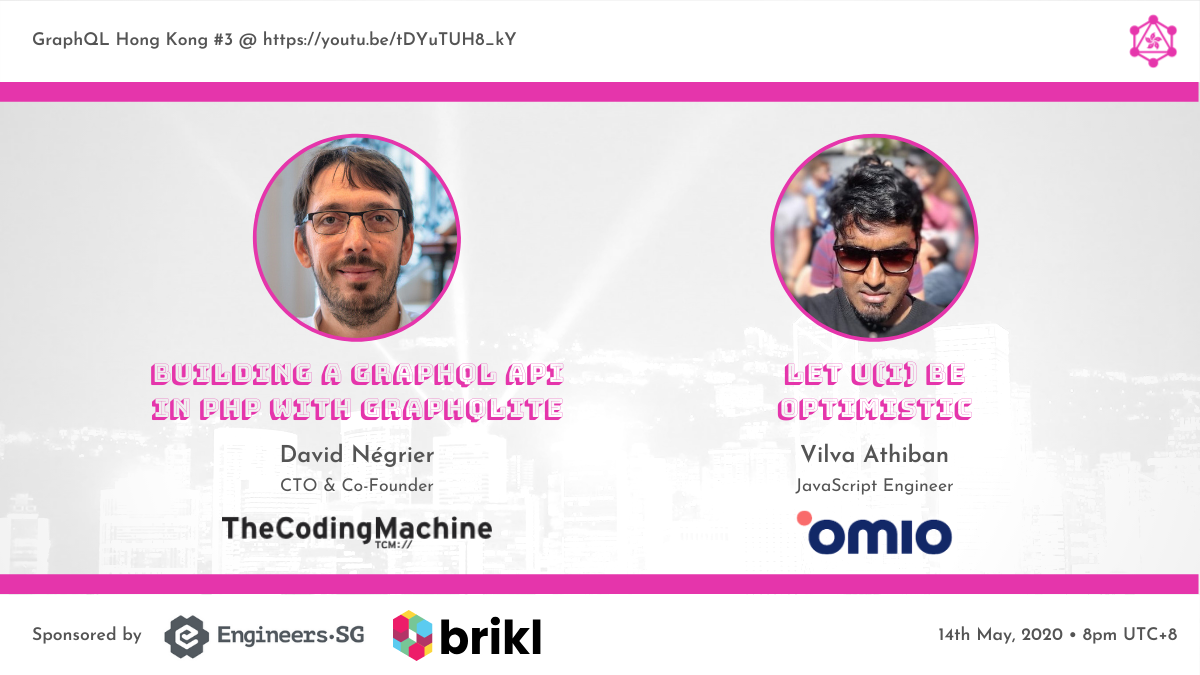 GraphQL Hong Kong #3 @ https://youtu.be/tDYuTUH8_kY
BUILDING A GRAPHQL API
IN PHP WITH GRAPHQLITE
David Négrier
CTO & Co-Founder
TheCodingMachine
TCM://
LET U(I) BE
OPTIMISTIC
Vilva Athiban
JavaScript Engineer
omio
Sponsored by
Engineers.SG
brikl
14th May, 2020 • 8pm UTC+8